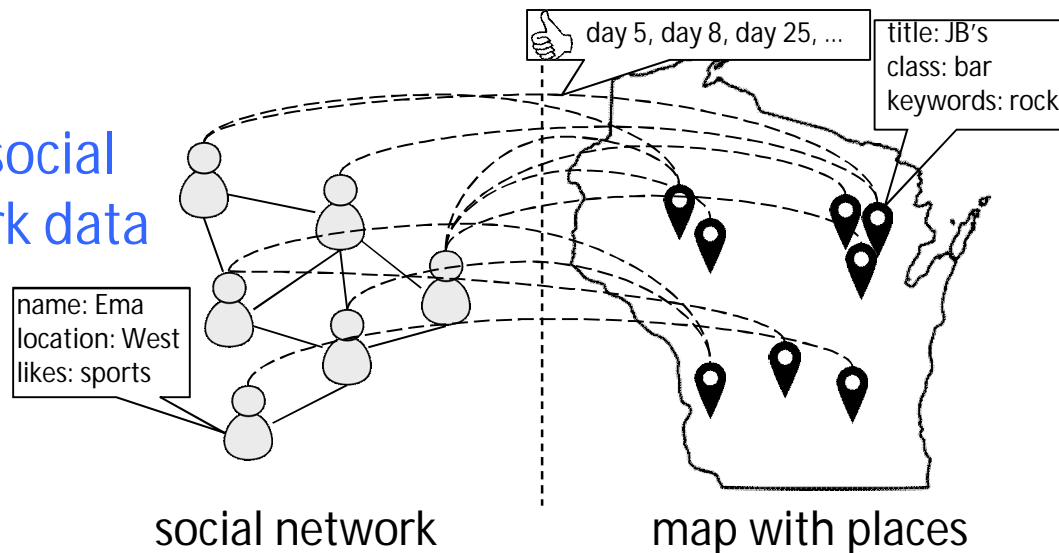 day 5, day 8, day 25, ...
title: JB's
class: bar
keywords: rock
social
rk data
name: Ema
location: West
likes: sports
social network
map with places